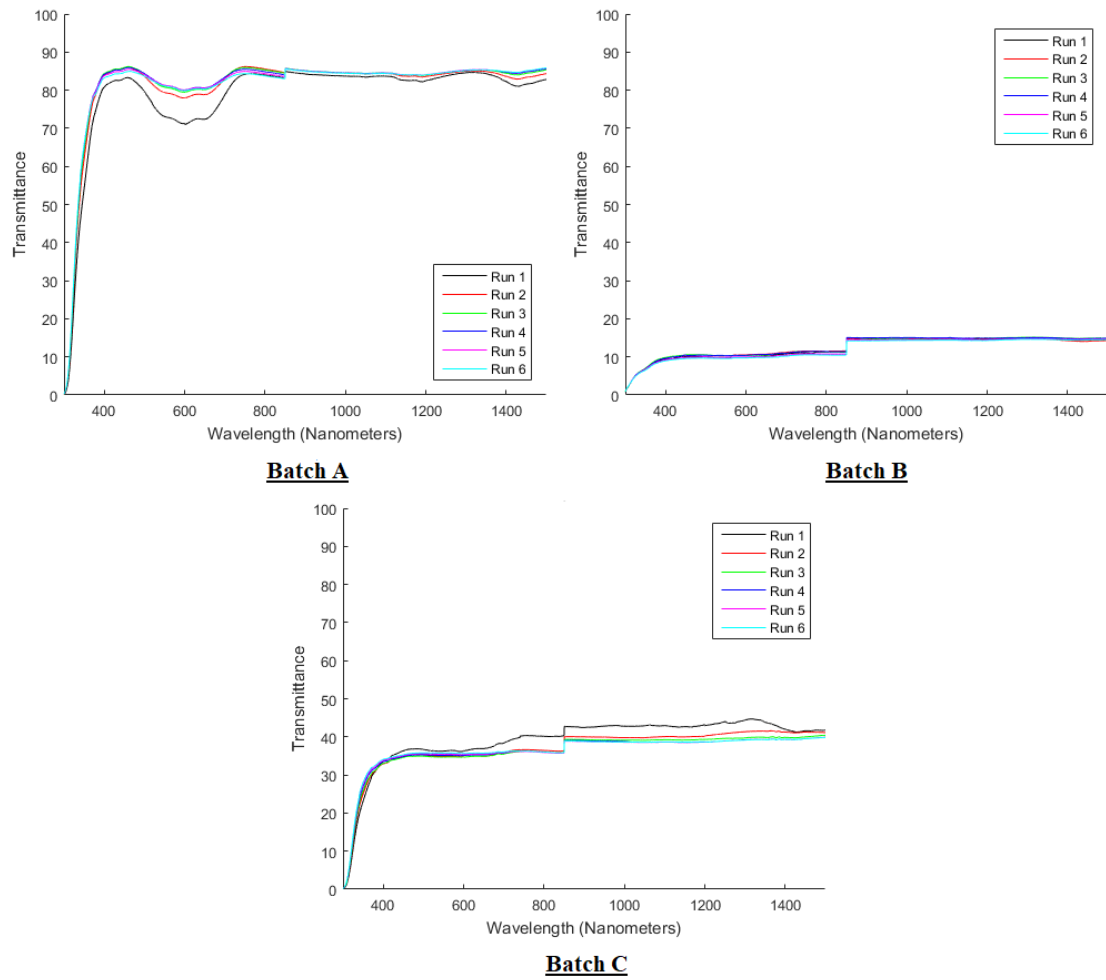 100
90
80
70
60
50
40
30
20
10
0
Transmittance
400 600 800 1000 1200 1400
Wavelength (Nanometers)
Run 1
Run 2
Run 3
Run 4
Run 5
Run 6
Batch A
100
90
80
70
60
50
40
30
20
10
0
Transmittance
400 600 800 1000 1200 1400
Wavelength (Nanometers)
Run 1
Run 2
Run 3
Run 4
Run 5
Run 6
Batch B
100
90
80
70
60
50
40
30
20
10
0
Transmittance
400 600 800 1000 1200 1400
Wavelength (Nanometers)
Run 1
Run 2
Run 3
Run 4
Run 5
Run 6
Batch C